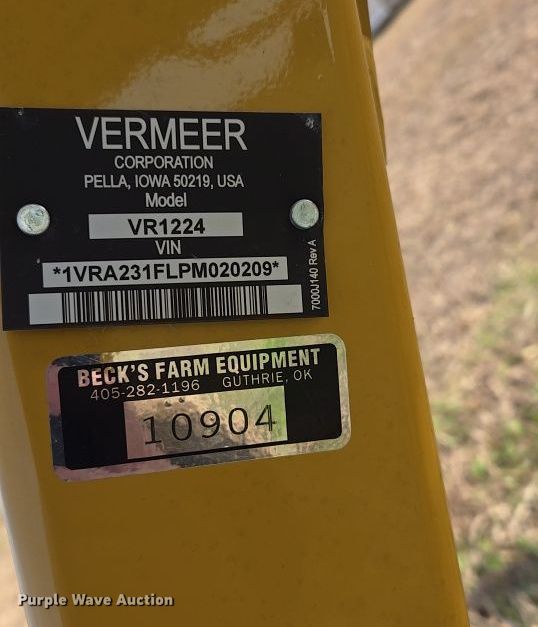 VERMEER
CORPORATION
PELLA, IOWA 50219, USA
Model
VR1224
VIN
*1VRA231FLPM020209*
7000J140 Rev A
BECK'S FARM EQUIPMENT
405-282-1196 GUTHRIE, OK
10904
Purple Wave Auction